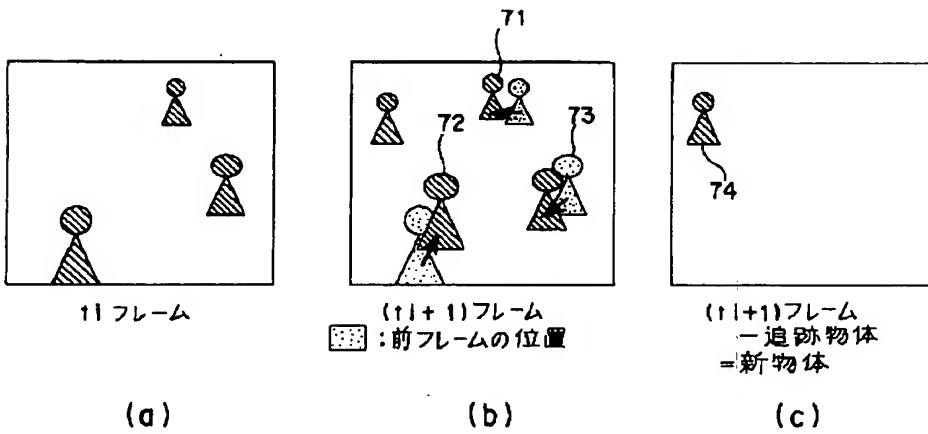 71
72
73
74
t1 フレーム
(t1+1)フレーム
:前フレームの位置
(t1+1)フレーム
-追跡物体
=新物体
(a)
(b)
(c)